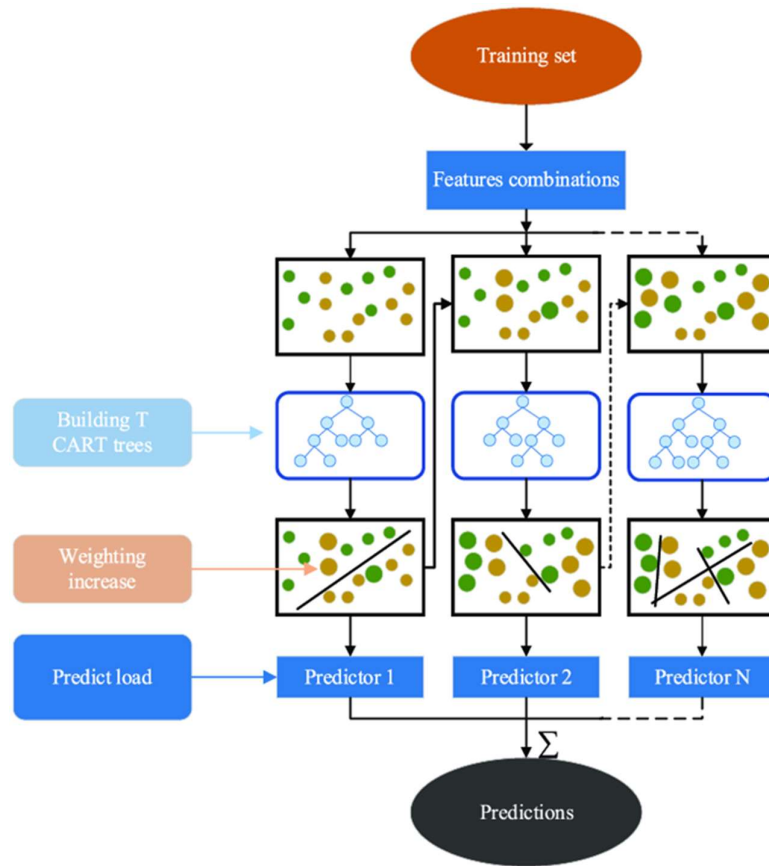 Training set
Features combinations
Building T
CART trees
Weighting
increase
Predict load
Predictor 1
Predictor 2
Predictor N
Σ
Predictions